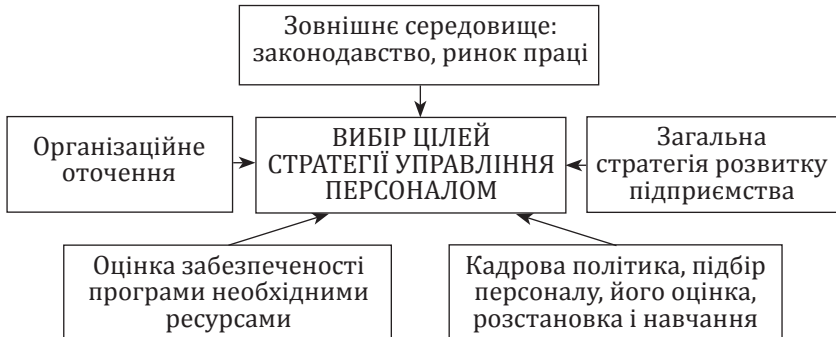 Зовнішнє середовище:
законодавство, ринок праці
Організаційне
оточення
ВИБІР ЦІЛЕЙ
СТРАТЕГІЇ УПРАВЛІННЯ
ПЕРСОНАЛОМ
Загальна
стратегія розвитку
підприємства
Оцінка забезпеченості
програми необхідними
ресурсами
Кадрова політика, підбір
персоналу, його оцінка,
розстановка і навчання